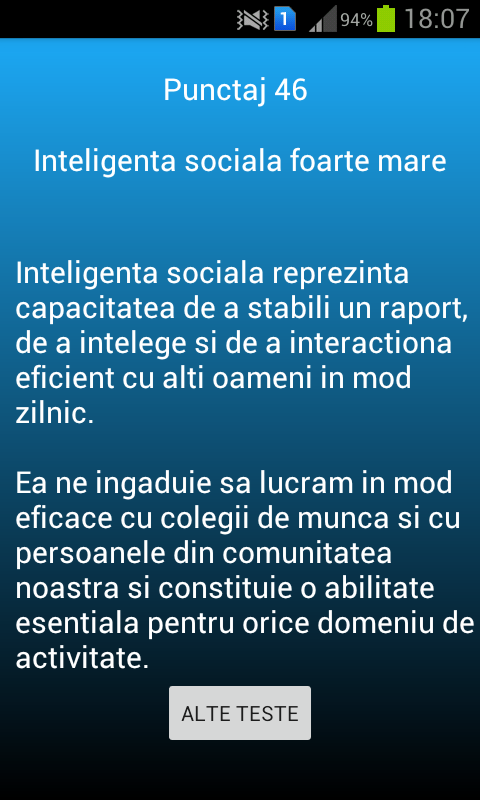 1 94% 18:07
Punctaj 46
Inteligenta sociala foarte mare
Inteligenta sociala reprezinta
capacitatea de a stabili un raport,
de a intelege si de a interactiona
eficient cu alti oameni in mod
zilnic.
Ea ne ingaduie sa lucram in mod
eficace cu colegii de munca si cu
persoanele din comunitatea
noastra si constituie o abilitate
esentiala pentru orice domeniu de
activitate.
ALTE TESTE